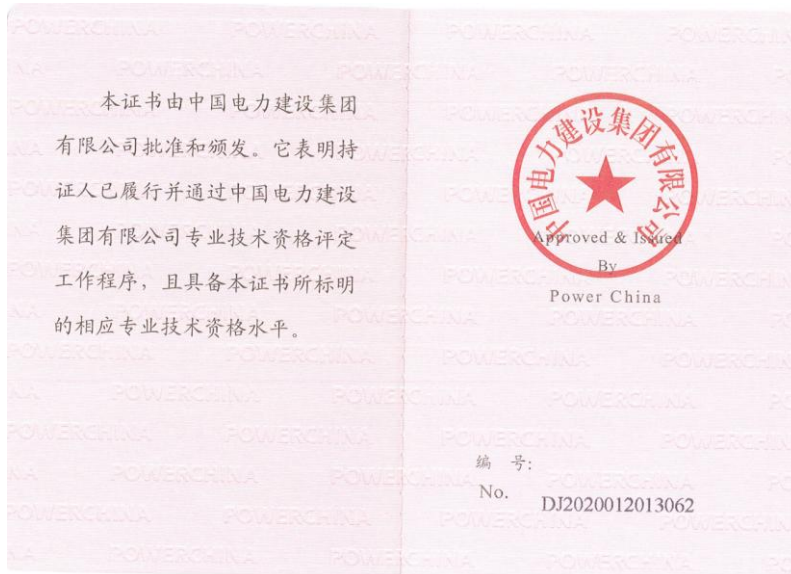 本证书由中国电力建设集团
有限公司批准和颁发。它表明持
证人已履行并通过中国电力建设
集团有限公司专业技术资格评定
工作程序，且具备本证书所标明
的相应专业技术资格水平。
中国电力建设集团有限公司
Approved & Issued
By
Power China
编 号:
No. DJ2020012013062
POWERCHINA